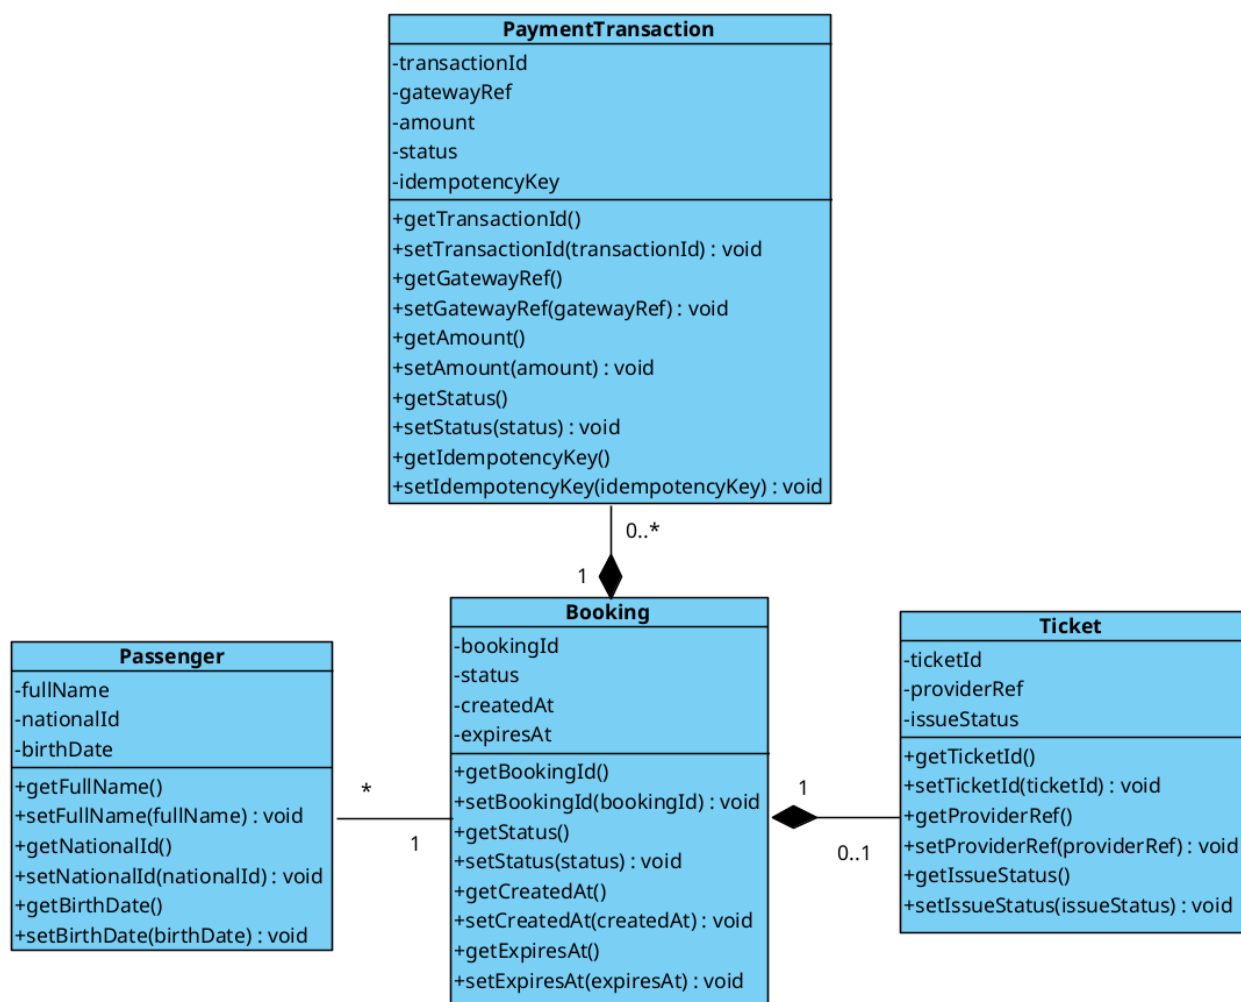 PaymentTransaction
-transactionId
-gatewayRef
-amount
-status
-idempotencyKey
+getTransactionId()
+setTransactionId(transactionId) : void
+getGatewayRef()
+setGatewayRef(gatewayRef) : void
+getAmount()
+setAmount(amount) : void
+getStatus()
+setStatus(status) : void
+getIdempotencyKey()
+setIdempotencyKey(idempotencyKey) : void
0..*
1
Passenger
-fullName
-nationalId
-birthDate
+getFullName()
+setFullName(fullName) : void
+getNationalId()
+setNationalId(nationalId) : void
+getBirthDate()
+setBirthDate(birthDate) : void
*
1
Booking
-bookingId
-status
-createdAt
-expiresAt
+getBookingId()
+setBookingId(bookingId) : void
+getStatus()
+setStatus(status) : void
+getCreatedAt()
+setCreatedAt(createdAt) : void
+getExpiresAt()
+setExpiresAt(expiresAt) : void
1
0..1
Ticket
-ticketId
-providerRef
-issueStatus
+getTicketId()
+setTicketId(ticketId) : void
+getProviderRef()
+setProviderRef(providerRef) : void
+getIssueStatus()
+setIssueStatus(issueStatus) : void